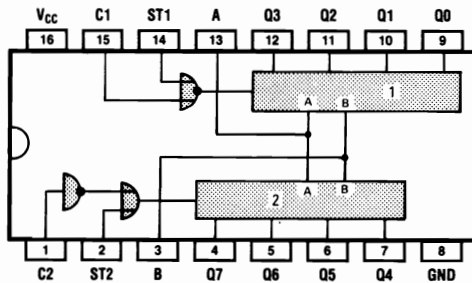 V_CC C1 ST1 A Q3 Q2 Q1 Q0
16 15 14 13 12 11 10 9
1
A B
A B
2
1 2 3 4 5 6 7 8
C2 ST2 B Q7 Q6 Q5 Q4 GND